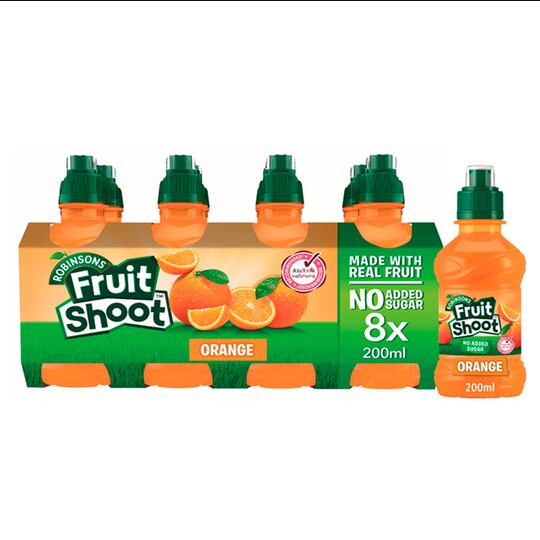 ROBINSONS
Fruit
Shoot™
ORANGE
MADE WITH
REAL FRUIT
NO ADDED
SUGAR
8x
200ml
ROBINSONS
Fruit
Shoot
NO ADDED
SUGAR
ORANGE
200ml